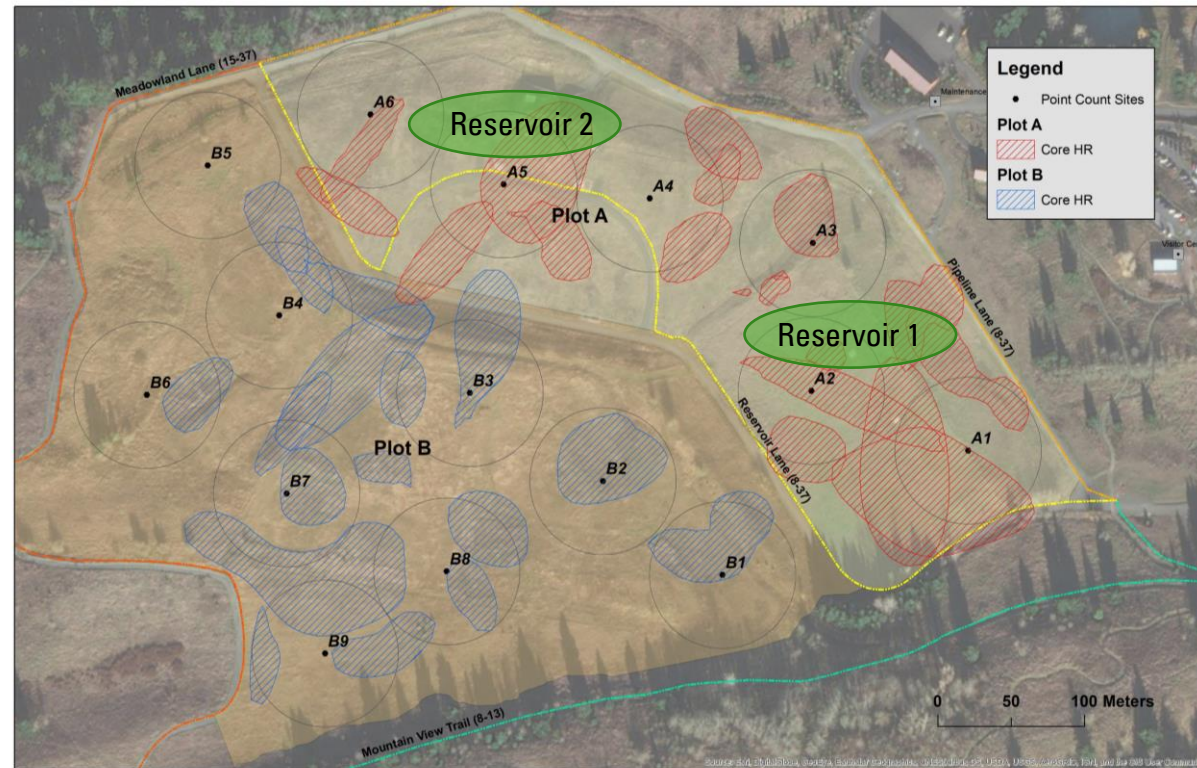 Meadowland Lane (15-37)
A6
Reservoir 2
Maintenance
Legend
Point Count Sites
Plot A
Core HR
Plot B
Core HR
B5
A5
A4
Plot A
A3
Pipeline Lane (8-37)
B4
Reservoir 1
B6
B3
A2
Reservoir Lane (8-37)
Plot B
A1
B7
B2
B8
B1
B9
Mountain View Trail (8-13)
0 50 100 Meters